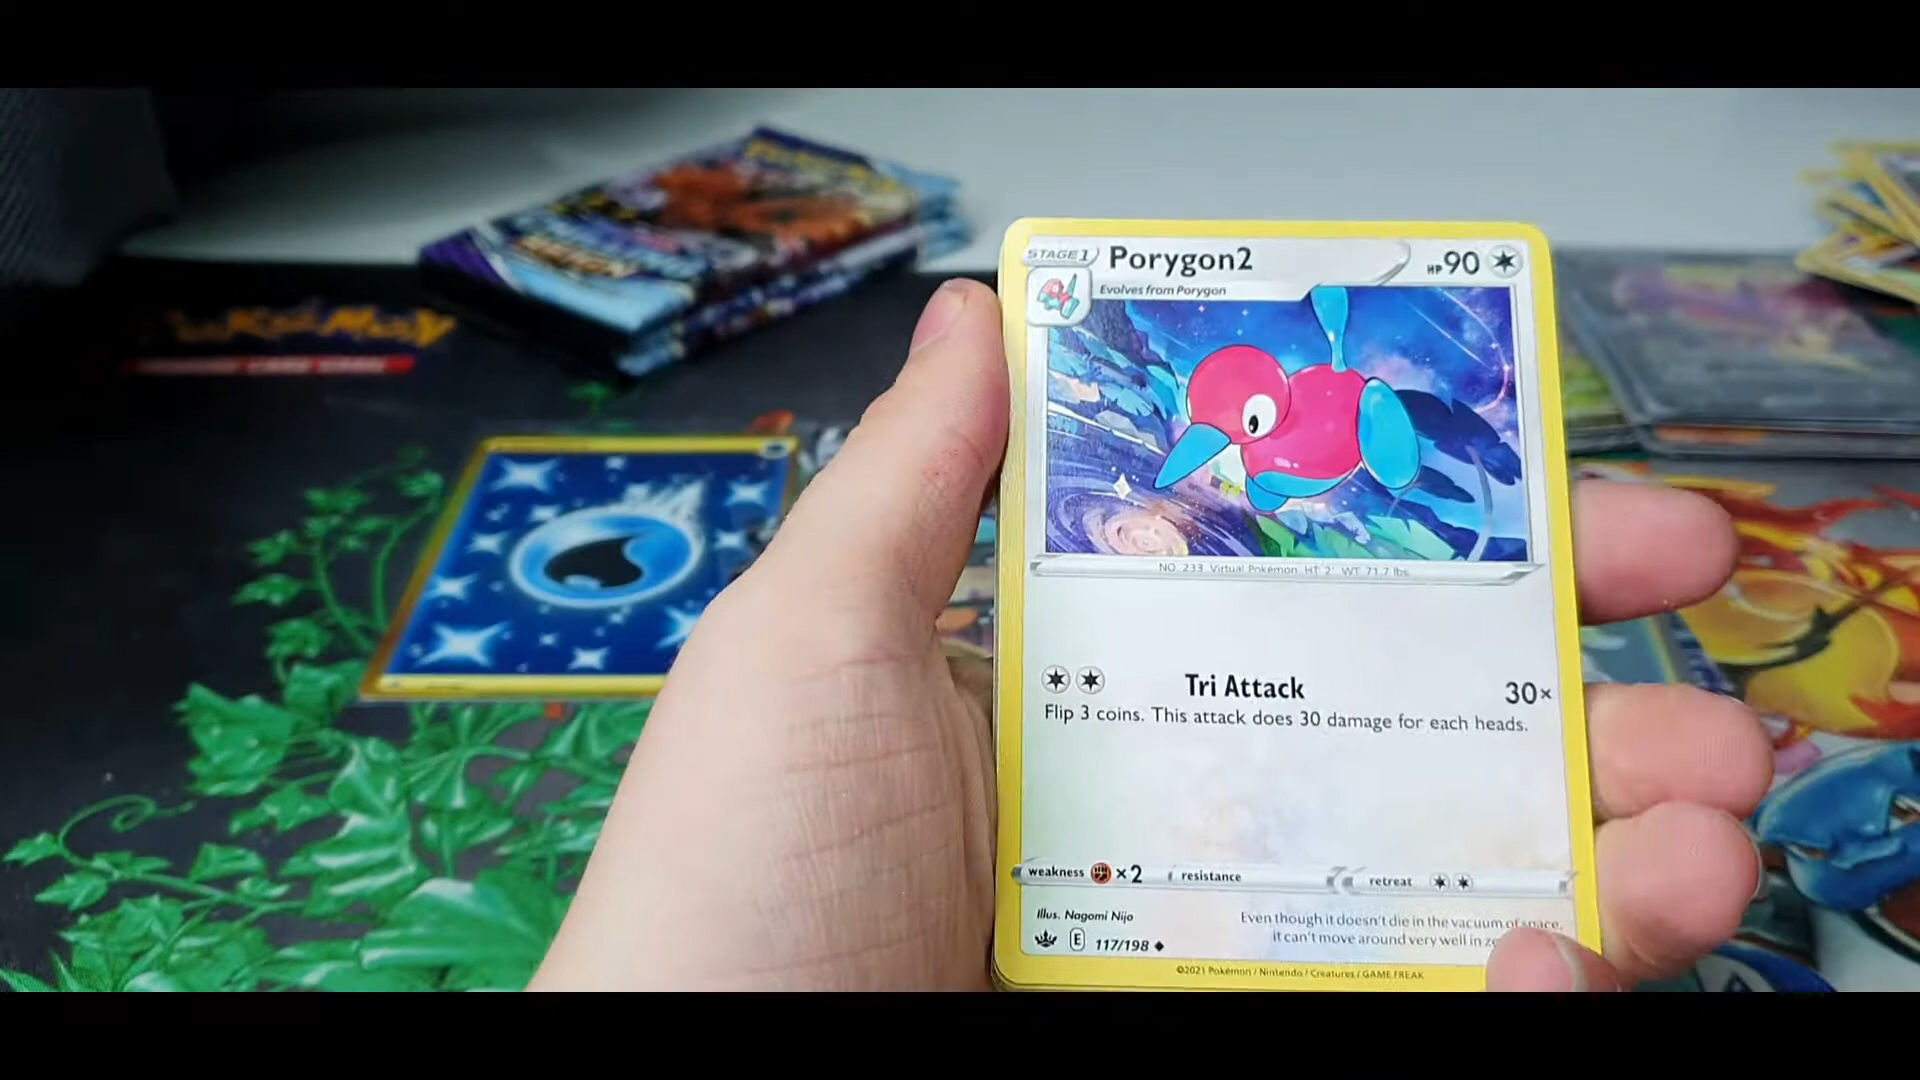 Pokémon
STAGE 1
Porygon2
HP 90
Evolves from Porygon
NO. 233 Virtual Pokémon HT: 2' WT: 71.7 lbs.
Tri Attack
30×
Flip 3 coins. This attack does 30 damage for each heads.
weakness ×2 resistance retreat
Illus. Nagomi Nijo
Even though it doesn't die in the vacuum of space,
it can't move around very well in
E 117/198
©2021 Pokémon / Nintendo / Creatures / GAME FREAK